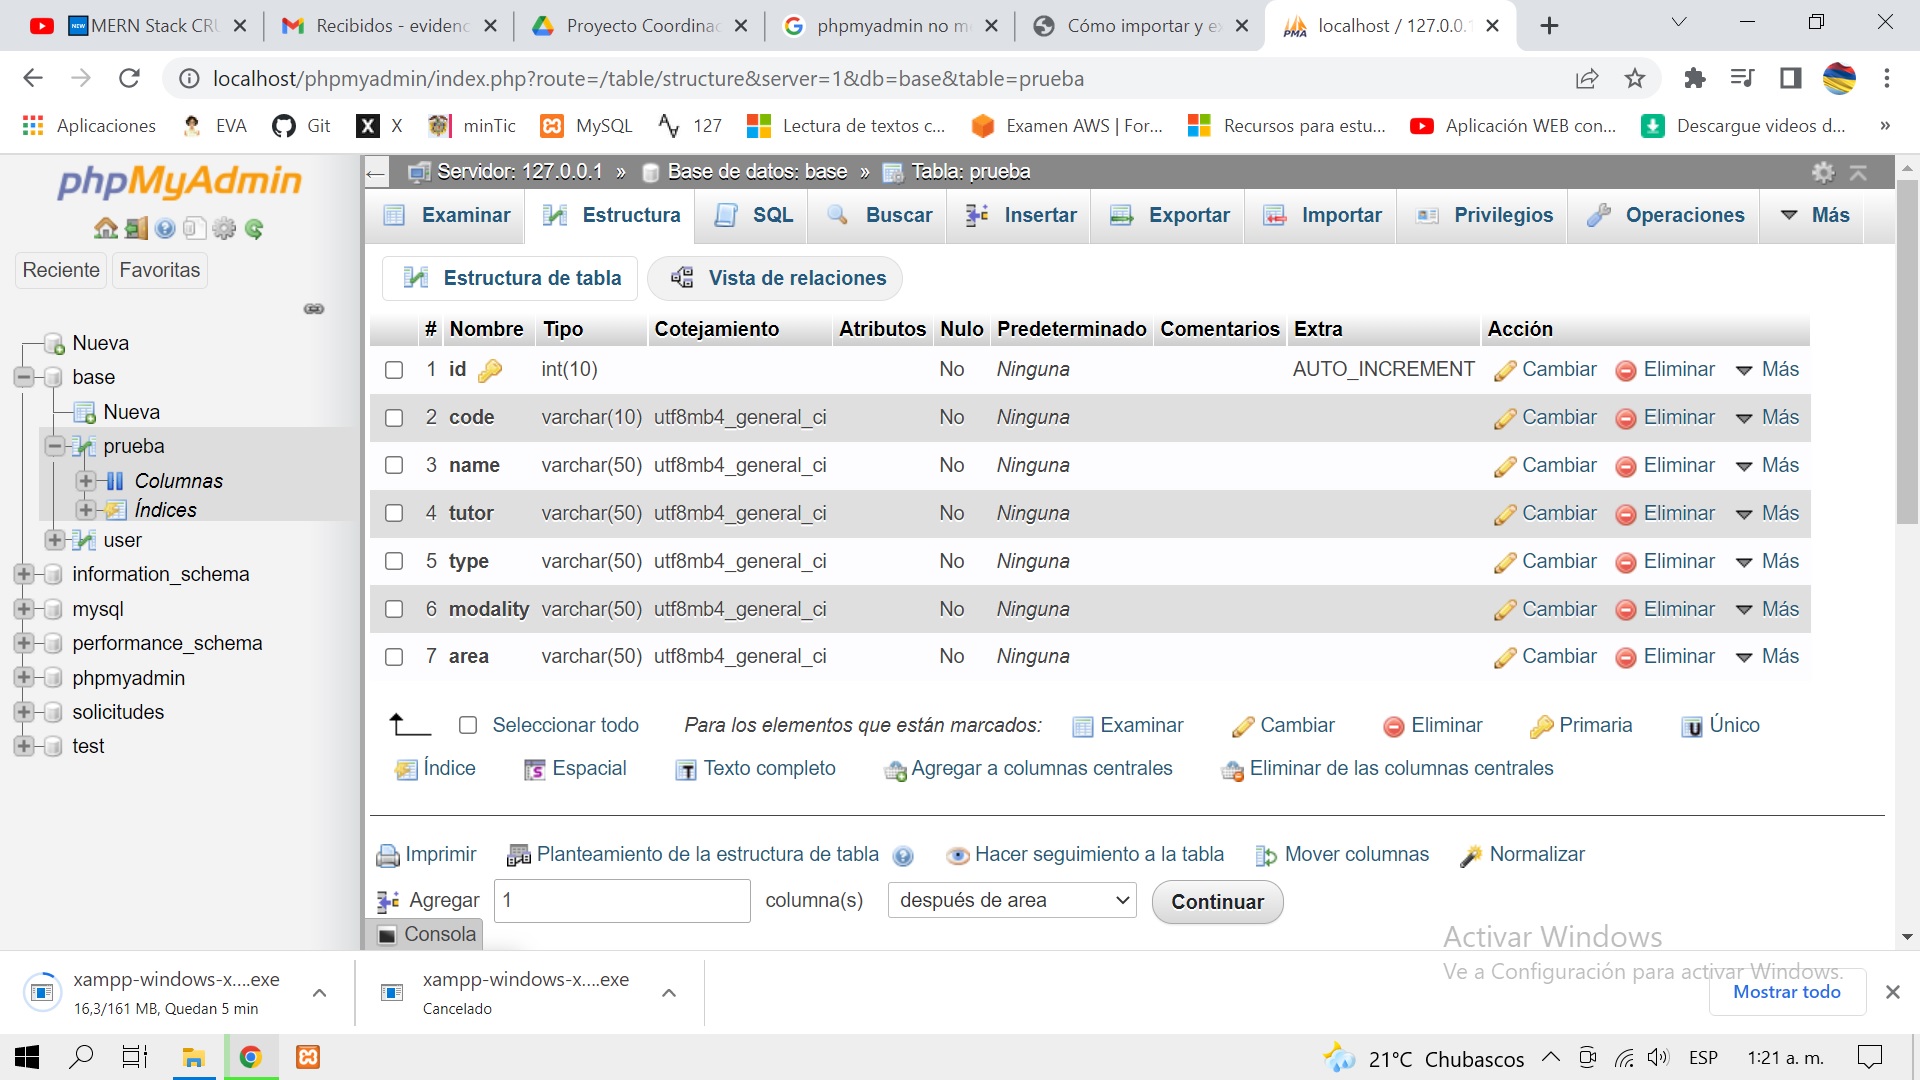 MERN Stack CRU
Recibidos - evidenc
Proyecto Coordinac
phpmyadmin no m
Cómo importar y ex
localhost / 127.0.0.1
localhost/phpmyadmin/index.php?route=/table/structure&server=1&db=base&table=prueba
Aplicaciones
EVA
Git
X
minTic
MySQL
127
Lectura de textos c...
Examen AWS | For...
Recursos para estu...
Aplicación WEB con...
Descargue videos d...
»
phpMyAdmin
Reciente
Favoritas
Nueva
base
Nueva
prueba
Columnas
Índices
user
information_schema
mysql
performance_schema
phpmyadmin
solicitudes
test
Servidor: 127.0.0.1 » Base de datos: base » Tabla: prueba
Examinar
Estructura
SQL
Buscar
Insertar
Exportar
Importar
Privilegios
Operaciones
Más
Estructura de tabla
Vista de relaciones
# Nombre Tipo Cotejamiento Atributos Nulo Predeterminado Comentarios Extra Acción
1 id int(10) No Ninguna AUTO_INCREMENT Cambiar Eliminar Más
2 code varchar(10) utf8mb4_general_ci No Ninguna Cambiar Eliminar Más
3 name varchar(50) utf8mb4_general_ci No Ninguna Cambiar Eliminar Más
4 tutor varchar(50) utf8mb4_general_ci No Ninguna Cambiar Eliminar Más
5 type varchar(50) utf8mb4_general_ci No Ninguna Cambiar Eliminar Más
6 modality varchar(50) utf8mb4_general_ci No Ninguna Cambiar Eliminar Más
7 area varchar(50) utf8mb4_general_ci No Ninguna Cambiar Eliminar Más
Seleccionar todo Para los elementos que están marcados: Examinar Cambiar Eliminar Primaria Único
Índice Espacial Texto completo Agregar a columnas centrales Eliminar de las columnas centrales
Imprimir Planteamiento de la estructura de tabla Hacer seguimiento a la tabla Mover columnas Normalizar
Agregar 1 columna(s) después de area Continuar
Consola
Activar Windows
Ve a Configuración para activar Windows.
xampp-windows-x....exe
16,3/161 MB, Quedan 5 min
xampp-windows-x....exe
Cancelado
Mostrar todo
21°C Chubascos
ESP
1:21 a. m.